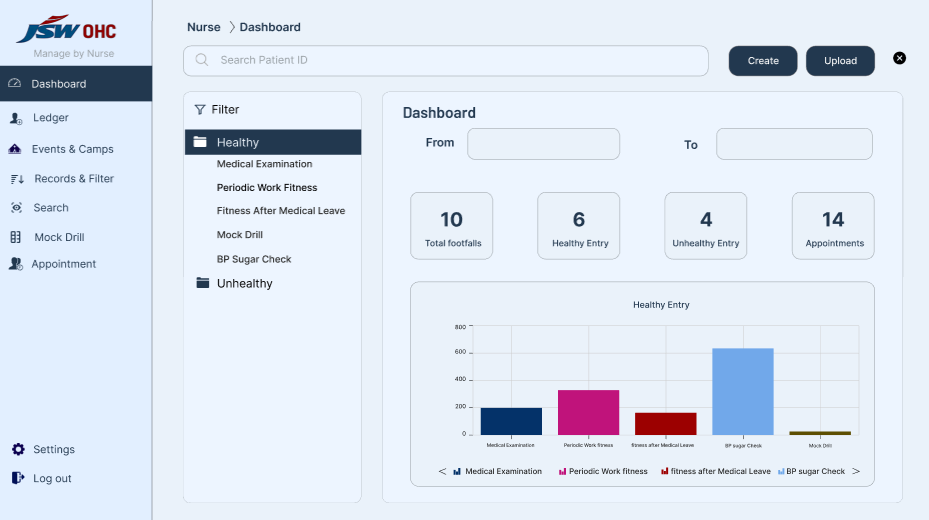 JSW OHC
Manage by Nurse
Dashboard
Ledger
Events & Camps
Records & Filter
Search
Mock Drill
Appointment
Settings
Log out
Nurse > Dashboard
Search Patient ID
Create
Upload
Filter
Healthy
Medical Examination
Periodic Work Fitness
Fitness After Medical Leave
Mock Drill
BP Sugar Check
Unhealthy
Dashboard
From
To
10
Total footfalls
6
Healthy Entry
4
Unhealthy Entry
14
Appointments
Healthy Entry
800
600
400
200
0
Medical Examination
Periodic Work fitness
fitness after Medical Leave
BP sugar Check
Mock Drill
< Medical Examination Periodic Work fitness fitness after Medical Leave BP sugar Check >